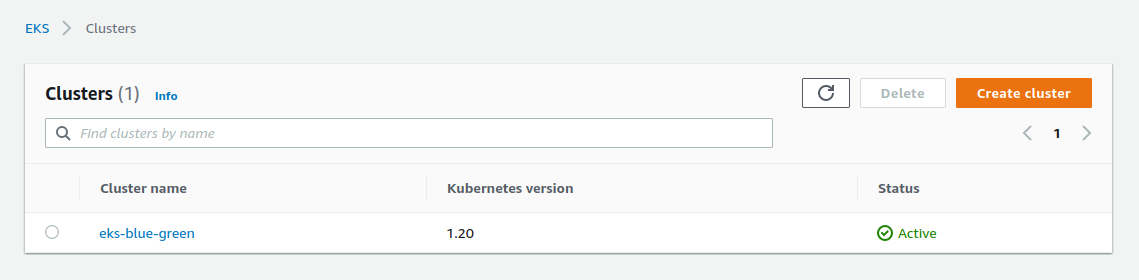 EKS > Clusters
Clusters (1) Info
Delete
Create cluster
Find clusters by name
1
Cluster name Kubernetes version Status
eks-blue-green 1.20 Active